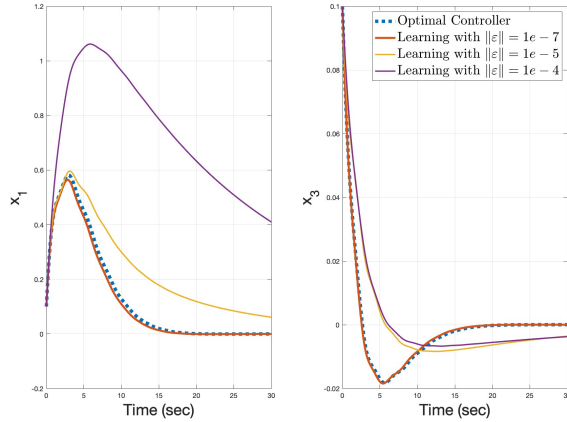 1.2
1
0.8
0.6
0.4
0.2
0
-0.2
x1
0 5 10 15 20 25 30
Time (sec)
0.1
0.08
0.06
0.04
0.02
0
-0.02
x3
0 5 10 15 20 25 30
Time (sec)
Optimal Controller
Learning with ∥ε∥ = 1e − 7
Learning with ∥ε∥ = 1e − 5
Learning with ∥ε∥ = 1e − 4